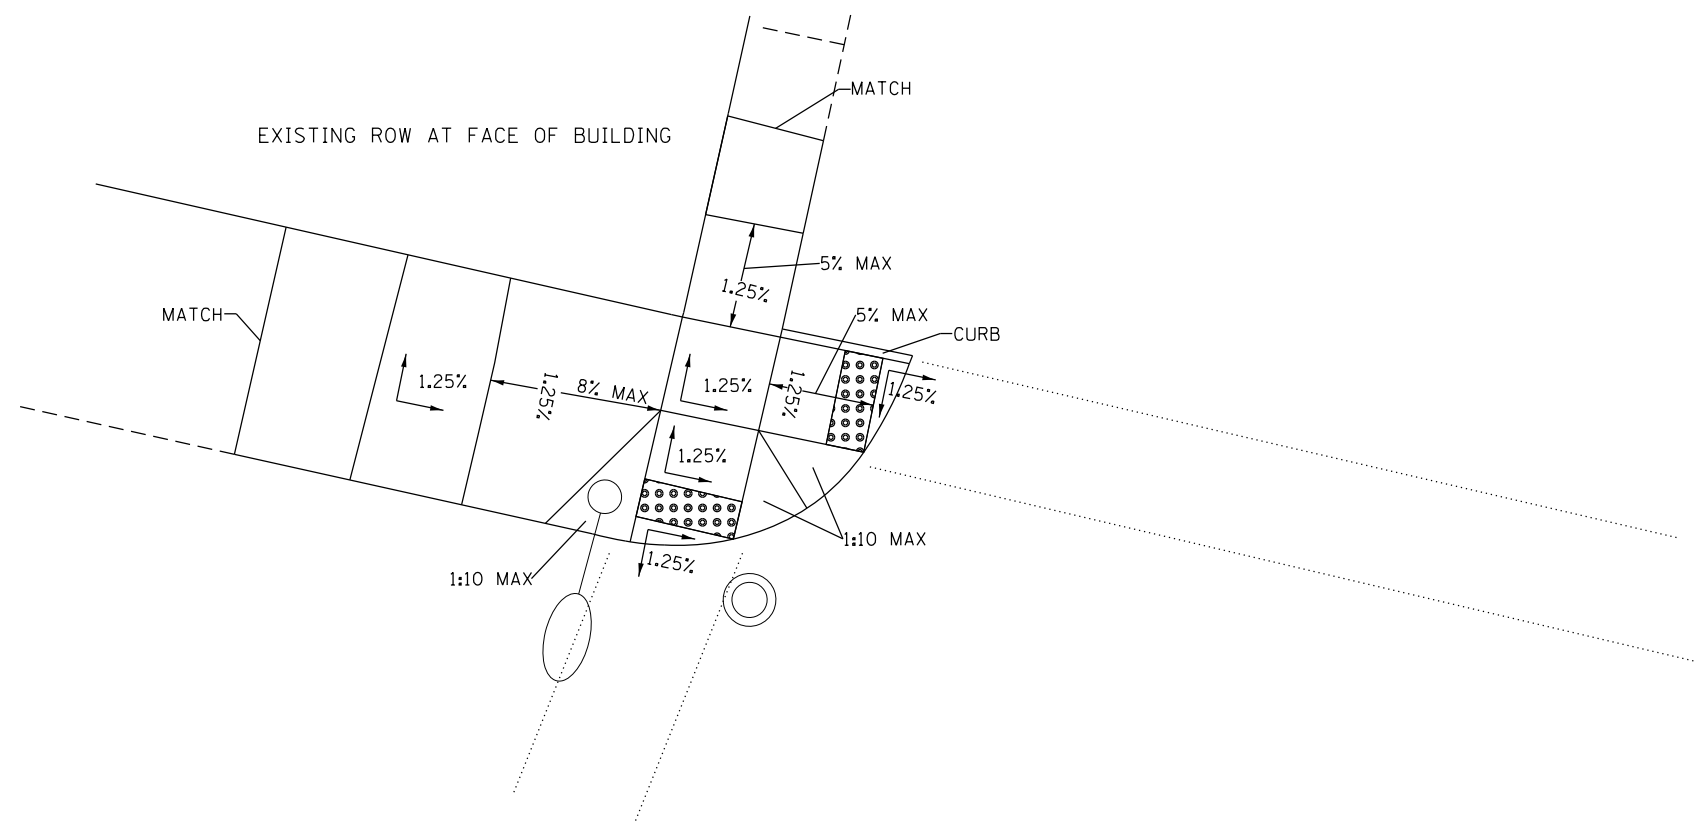 MATCH
EXISTING ROW AT FACE OF BUILDING
5% MAX
1.25%
MATCH
5% MAX
CURB
1.25%
1.25%
8% MAX
1.25%
1.25%
1.25%
1.25%
1:10 MAX
1.25%
1:10 MAX